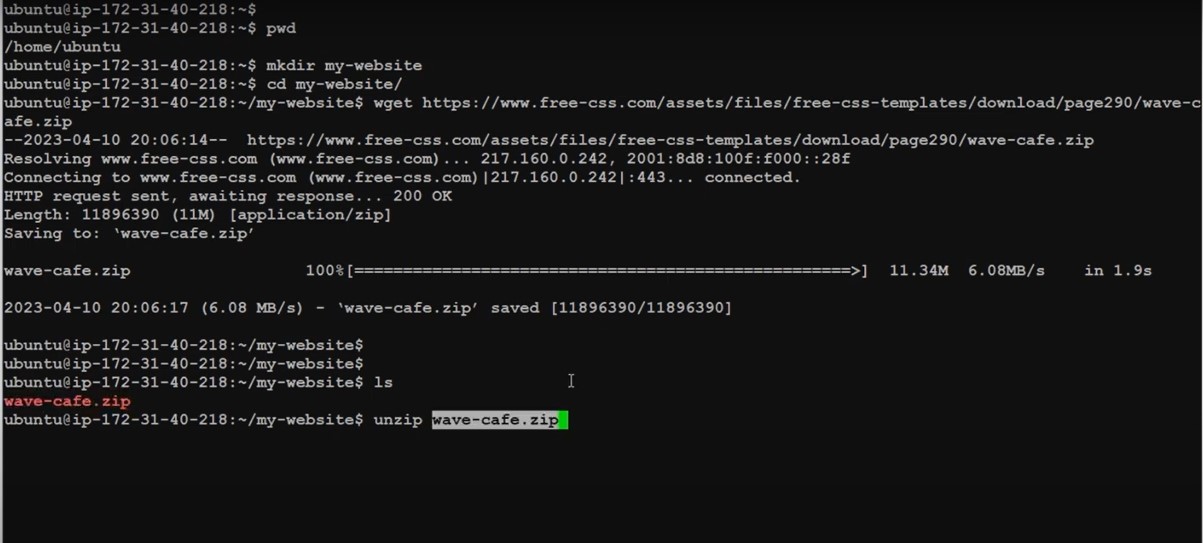 ubuntu@ip-172-31-40-218:~$
ubuntu@ip-172-31-40-218:~$ pwd
/home/ubuntu
ubuntu@ip-172-31-40-218:~$ mkdir my-website
ubuntu@ip-172-31-40-218:~$ cd my-website/
ubuntu@ip-172-31-40-218:~/my-website$ wget https://www.free-css.com/assets/files/free-css-templates/download/page290/wave-c
afe.zip
--2023-04-10 20:06:14--  https://www.free-css.com/assets/files/free-css-templates/download/page290/wave-cafe.zip
Resolving www.free-css.com (www.free-css.com)... 217.160.0.242, 2001:8d8:100f:f000::28f
Connecting to www.free-css.com (www.free-css.com)|217.160.0.242|:443... connected.
HTTP request sent, awaiting response... 200 OK
Length: 11896390 (11M) [application/zip]
Saving to: ‘wave-cafe.zip’
wave-cafe.zip 100%[===================================================>] 11.34M 6.08MB/s in 1.9s
2023-04-10 20:06:17 (6.08 MB/s) - ‘wave-cafe.zip’ saved [11896390/11896390]
ubuntu@ip-172-31-40-218:~/my-website$
ubuntu@ip-172-31-40-218:~/my-website$
ubuntu@ip-172-31-40-218:~/my-website$ ls
wave-cafe.zip
ubuntu@ip-172-31-40-218:~/my-website$ unzip wave-cafe.zip